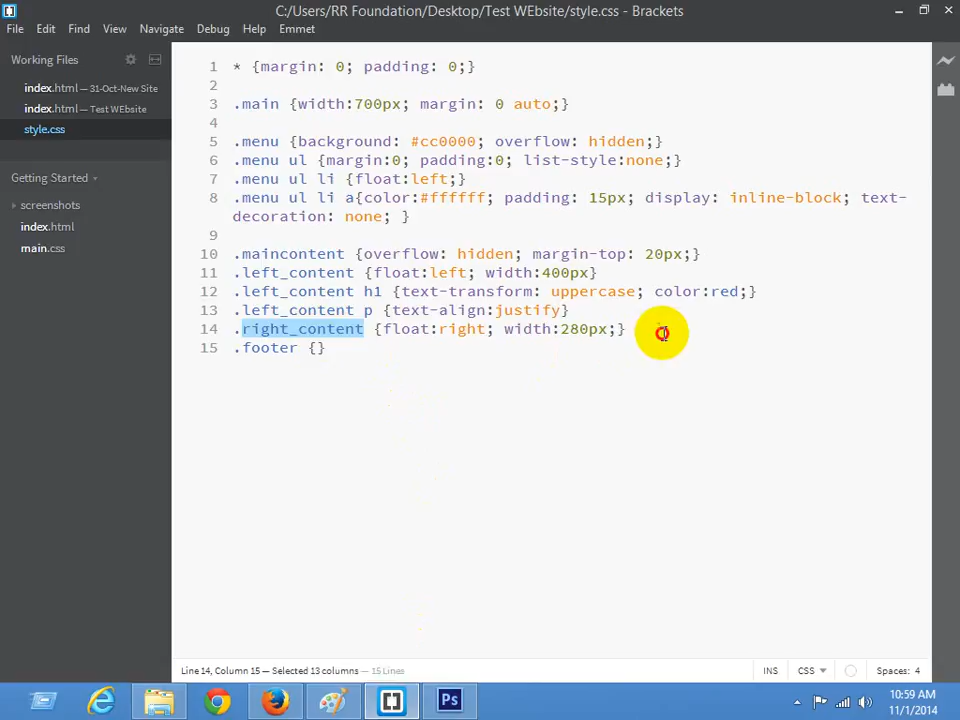 C:/Users/RR Foundation/Desktop/Test WEbsite/style.css - Brackets
File Edit Find View Navigate Debug Help Emmet
Working Files
index.html — 31-Oct-New Site
index.html — Test WEbsite
style.css
Getting Started
screenshots
index.html
main.css
1 * {margin: 0; padding: 0;}
2
3 .main {width:700px; margin: 0 auto;}
4
5 .menu {background: #cc0000; overflow: hidden;}
6 .menu ul {margin:0; padding:0; list-style:none;}
7 .menu ul li {float:left;}
8 .menu ul li a{color:#ffffff; padding: 15px; display: inline-block; text-
decoration: none; }
9
10 .maincontent {overflow: hidden; margin-top: 20px;}
11 .left_content {float:left; width:400px}
12 .left_content h1 {text-transform: uppercase; color:red;}
13 .left_content p {text-align:justify}
14 .right_content {float:right; width:280px;}
15 .footer {}
Line 14, Column 15 — Selected 13 columns — 15 Lines
INS CSS Spaces: 4
Ps
10:59 AM
11/1/2014